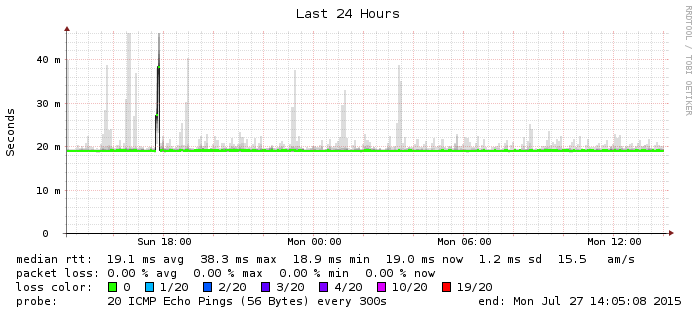 Last 24 Hours
RRDTOOL / TOBI OETIKER
Seconds
40 m
30 m
20 m
10 m
0
Sun 18:00 Mon 00:00 Mon 06:00 Mon 12:00
median rtt: 19.1 ms avg 38.3 ms max 18.9 ms min 19.0 ms now 1.2 ms sd 15.5 am/s
packet loss: 0.00 % avg 0.00 % max 0.00 % min 0.00 % now
loss color: 0 1/20 2/20 3/20 4/20 10/20 19/20
probe: 20 ICMP Echo Pings (56 Bytes) every 300s end: Mon Jul 27 14:05:08 2015